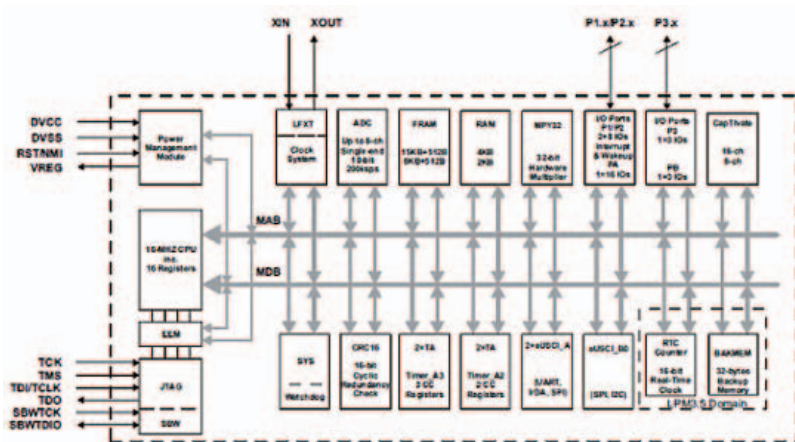 XIN
XOUT
P1.x/P2.x
P3.x
DVCC
DVSS
RST/NMI
VREG
Power
Management
Module
LFXT
Clock
System
ADC
Up to 8-ch
Single-end
10-bit
200ksps
FRAM
15KB+512B
8KB+512B
RAM
4KB
2KB
MPY32
32-bit
Hardware
Multiplier
I/O Ports
P1/P2
2×8 IOs
Interrupt
& Wakeup
PA
1×16 IOs
I/O Ports
P3
1×3 IOs
PB
1×3 IOs
CapTivate
16-ch
8-ch
MAB
MDB
16-MHZ CPU
inc.
16 Registers
EEM
TCK
TMS
TDI/TCLK
TDO
SBWTCK
SBWTDIO
JTAG
SBW
SYS
Watchdog
CRC16
16-bit
Cyclic
Redundancy
Check
2×TA
Timer_A3
3 CC
Registers
2×TA
Timer_A2
2 CC
Registers
2×eUSCI_A
(UART,
IrDA, SPI)
eUSCI_B0
(SPI, I2C)
RTC
Counter
16-bit
Real-Time
Clock
BAKMEM
32-bytes
Backup
Memory
LPM3.5 Domain